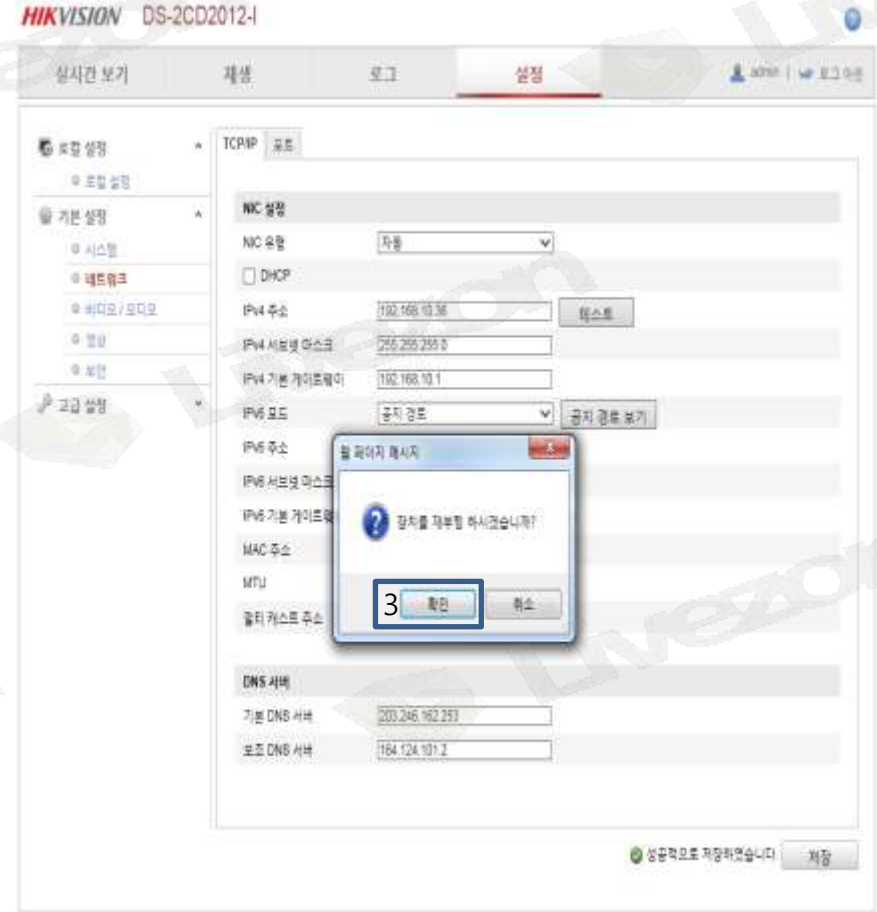 HIKVISION DS-2CD2012-I
실시간 보기 재생 로그 설정 admin | 로그아웃
로컬 설정
로컬 설정
기본 설정
시스템
네트워크
비디오 / 오디오
영상
보안
고급 설정
TCP/IP 포트
NIC 설정
NIC 유형 자동
DHCP
IPv4 주소 192.168.10.36 테스트
IPv4 서브넷 마스크 255.255.255.0
IPv4 기본 게이트웨이 192.168.10.1
IPv6 모드 공지 경로 공지 경로 보기
IPv6 주소
IPv6 서브넷 마스크
IPv6 기본 게이트웨이
MAC 주소
MTU
멀티 캐스트 주소
웹 페이지 메시지
장치를 재부팅 하시겠습니까?
3 확인 취소
DNS 서버
기본 DNS 서버 203.246.162.253
보조 DNS 서버 164.124.101.2
성공적으로 저장하였습니다 저장
Livezon